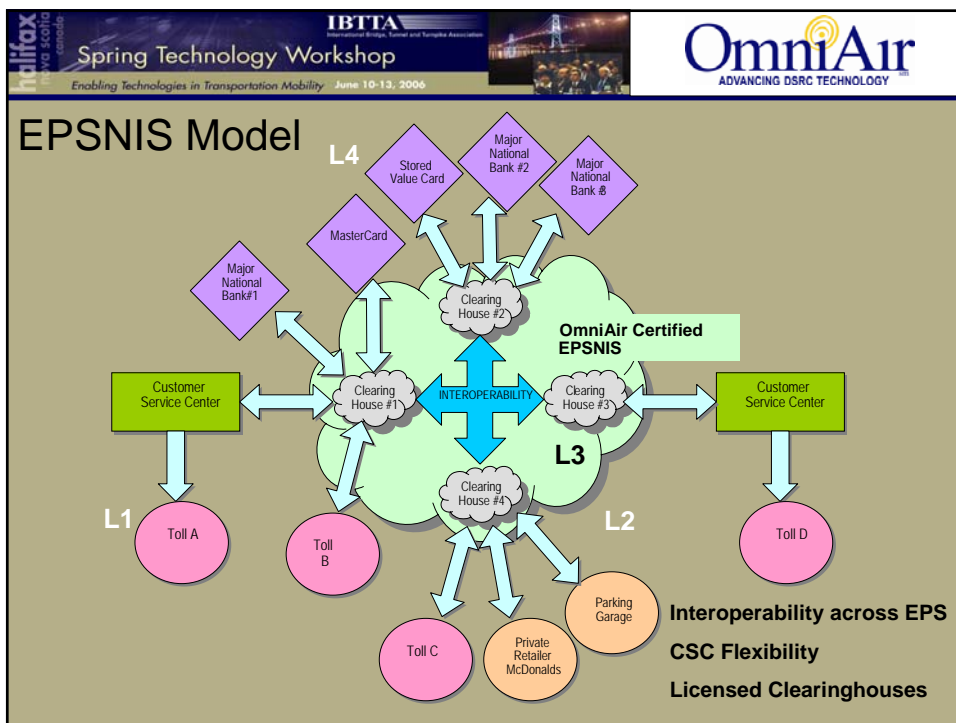 halifax
nova scotia
canada
IBTTA
International Bridge, Tunnel and Turnpike Association
Spring Technology Workshop
Enabling Technologies in Transportation Mobility June 10-13, 2006
OMNIAIR
sm
ADVANCING DSRC TECHNOLOGY
EPSNIS Model
L4
Stored
Value Card
Major
National
Bank #2
Major
National
Bank #3
MasterCard
Major
National
Bank#1
Clearing
House #2
OmniAir Certified
EPSNIS
Customer
Service Center
Clearing
House #1
INTEROPERABILITY
Clearing
House #3
Customer
Service Center
L3
Clearing
House #4
L1
L2
Toll A
Toll
B
Toll D
Parking
Garage
Toll C
Private
Retailer
McDonalds
Interoperability across EPS
CSC Flexibility
Licensed Clearinghouses